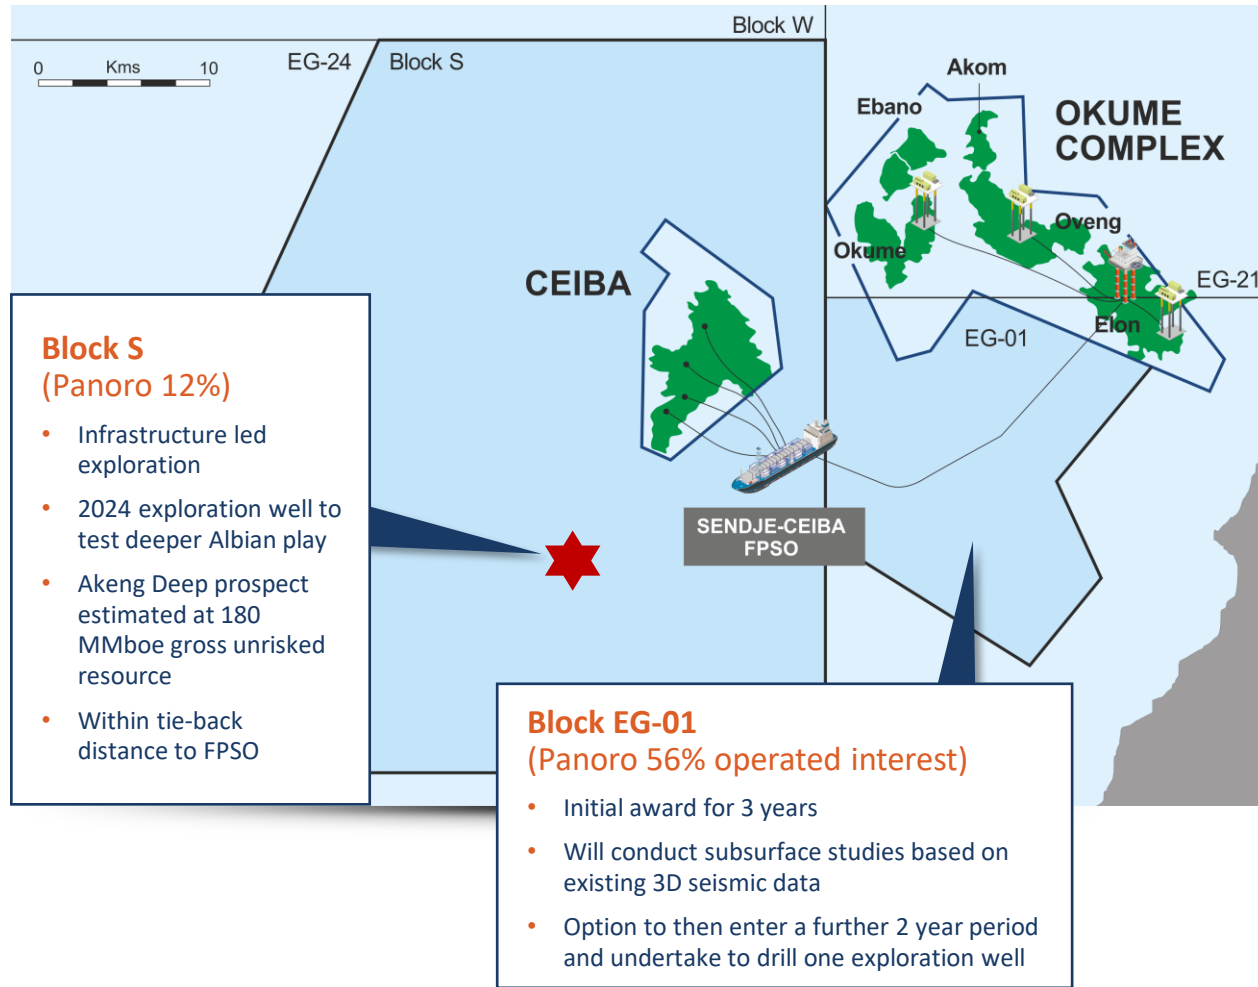 Block W
0 Kms 10
EG-24
Block S
Akom
Ebano
OKUME
COMPLEX
Oveng
Okume
EG-21
Elon
EG-01
CEIBA
SENDJE-CEIBA
FPSO
Block S
(Panoro 12%)
• Infrastructure led
exploration
• 2024 exploration well to
test deeper Albian play
• Akeng Deep prospect
estimated at 180
MMboe gross unrisked
resource
• Within tie-back
distance to FPSO
Block EG-01
(Panoro 56% operated interest)
• Initial award for 3 years
• Will conduct subsurface studies based on
existing 3D seismic data
• Option to then enter a further 2 year period
and undertake to drill one exploration well